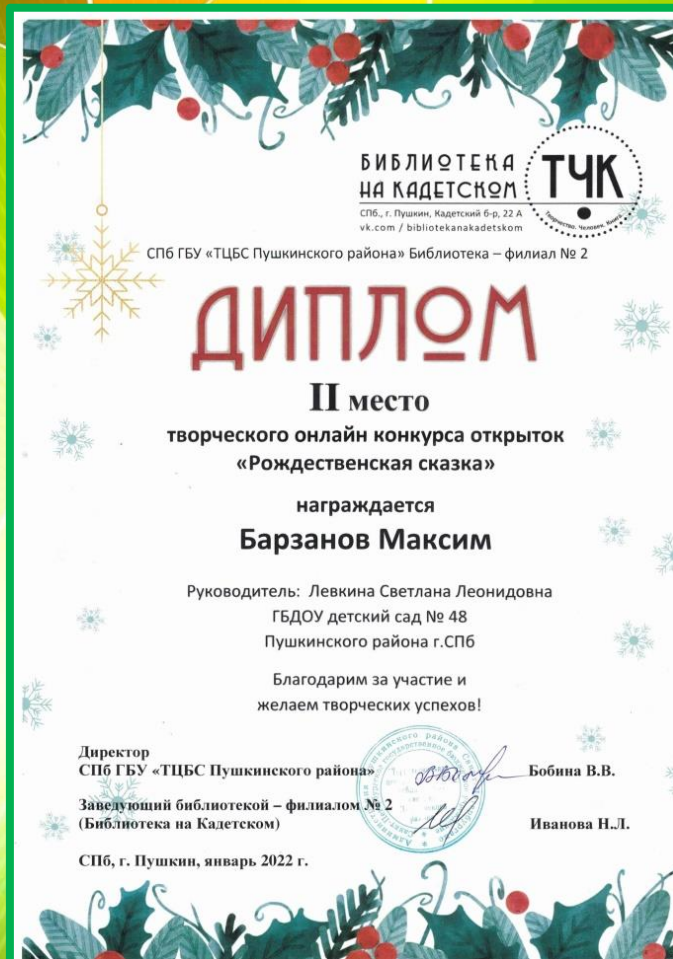 БИБЛИОТЕКА
НА КАДЕТСКОМ
СПб., г. Пушкин, Кадетский б-р, 22 А
vk.com / bibliotekanakadetskom
ТЧК
Творчество. Человек. Книга.
СПб ГБУ «ТЦБС Пушкинского района» Библиотека – филиал № 2
ДИПЛОМ
II место
творческого онлайн конкурса открыток
«Рождественская сказка»
награждается
Барзанов Максим
Руководитель: Левкина Светлана Леонидовна
ГБДОУ детский сад № 48
Пушкинского района г.СПб
Благодарим за участие и
желаем творческих успехов!
Директор
СПб ГБУ «ТЦБС Пушкинского района»
Бобина В.В.
Заведующий библиотекой – филиалом № 2
(Библиотека на Кадетском)
Иванова Н.Л.
СПб, г. Пушкин, январь 2022 г.